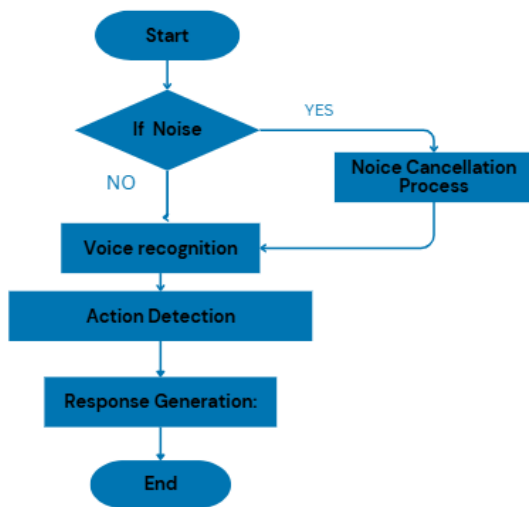 Start
If Noise
YES
NO
Noice Cancellation
Process
Voice recognition
Action Detection
Response Generation:
End